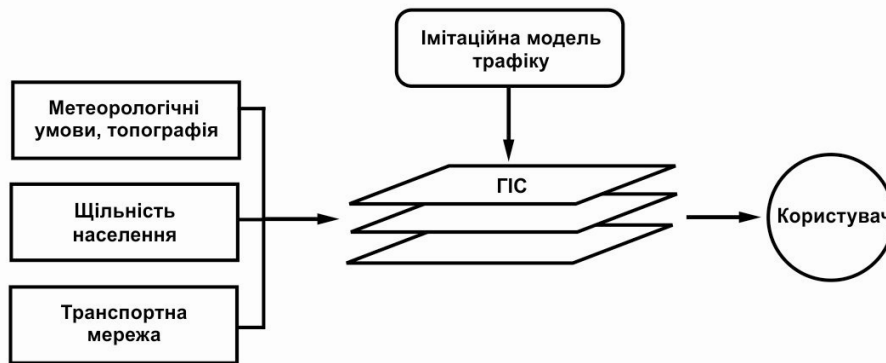 Імітаційна модель
трафіку
Метеорологічні
умови, топографія
ГІС
Щільність
населення
Користувач
Транспортна
мережа